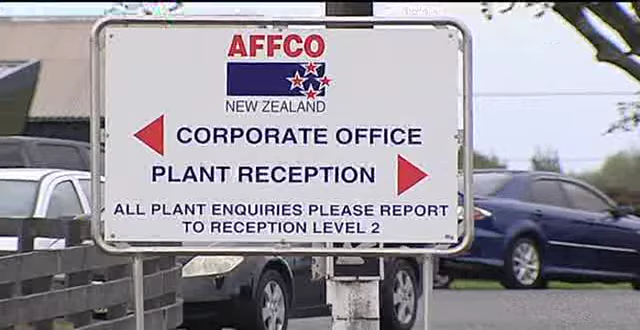 AFFCO
NEW ZEALAND
CORPORATE OFFICE
PLANT RECEPTION
ALL PLANT ENQUIRIES PLEASE REPORT
TO RECEPTION LEVEL 2